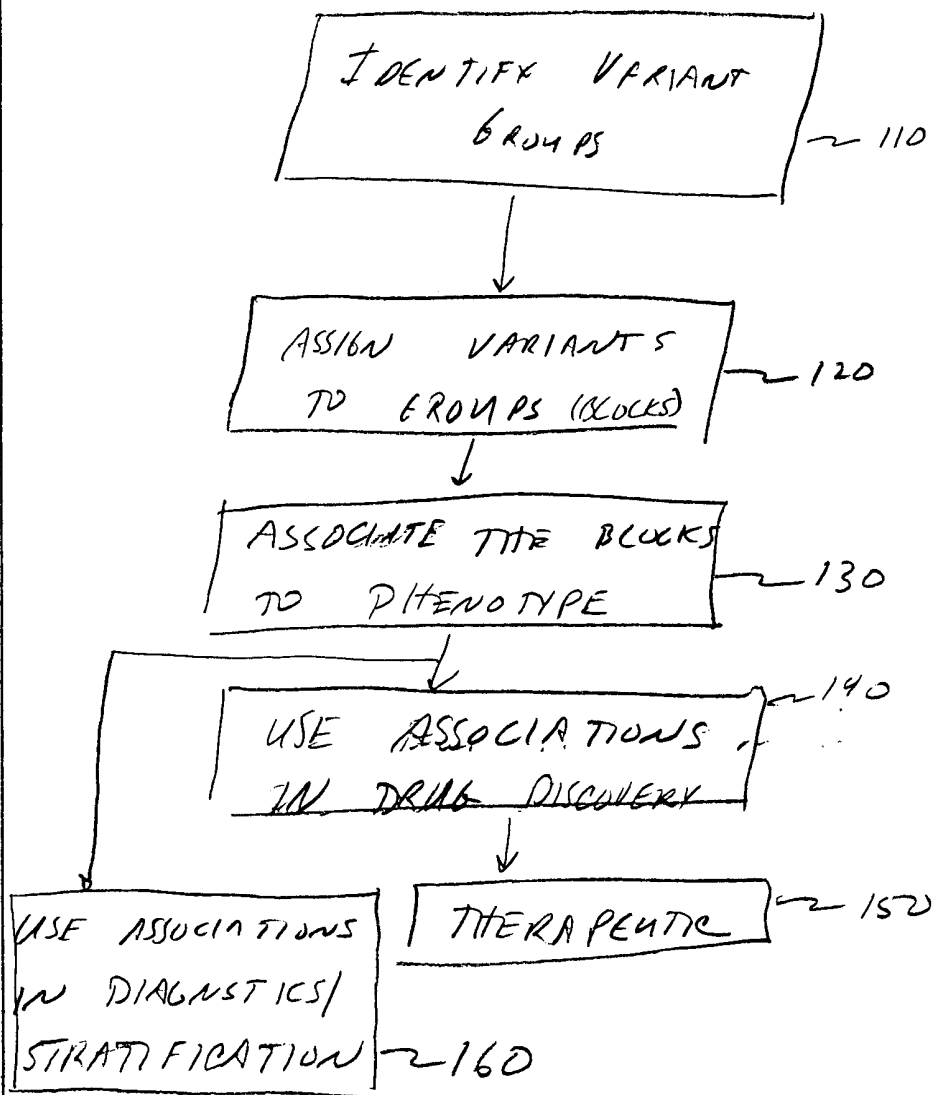 IDENTIFY VARIANT
GROUPS
110
ASSIGN VARIANTS
TO GROUPS (BLOCKS)
120
ASSOCIATE THE BLOCKS
TO PHENOTYPE
130
140
USE ASSOCIATIONS
IN DRUG DISCOVERY
THERAPEUTIC
150
USE ASSOCIATIONS
IN DIAGNSTICS/
STRATIFICATION
160